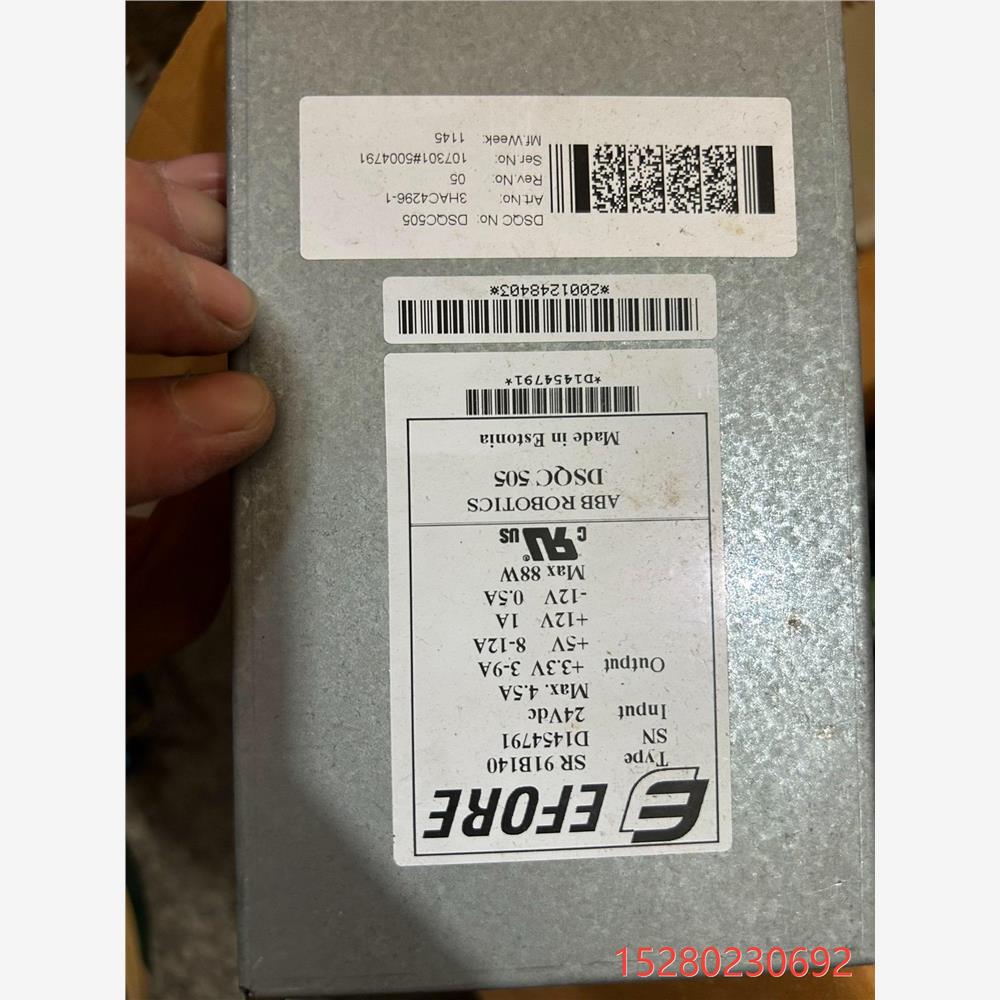 EFORE
Type SR 91B140
SN D1454791
Input 24Vdc
Max. 4.5A
Output +3.3V 3-9A
+5V 8-12A
+12V 1A
-12V 0.5A
Max 88W
C UL US
ABB ROBOTICS
DSQC 505
Made in Estonia
*D1454791*
*2001248403*
DSQC No: DSQC505
Art.No: 3HAC4296-1
Rev.No: 05
Ser.No: 107301#5004791
Mf.Week: 1145
15280230692